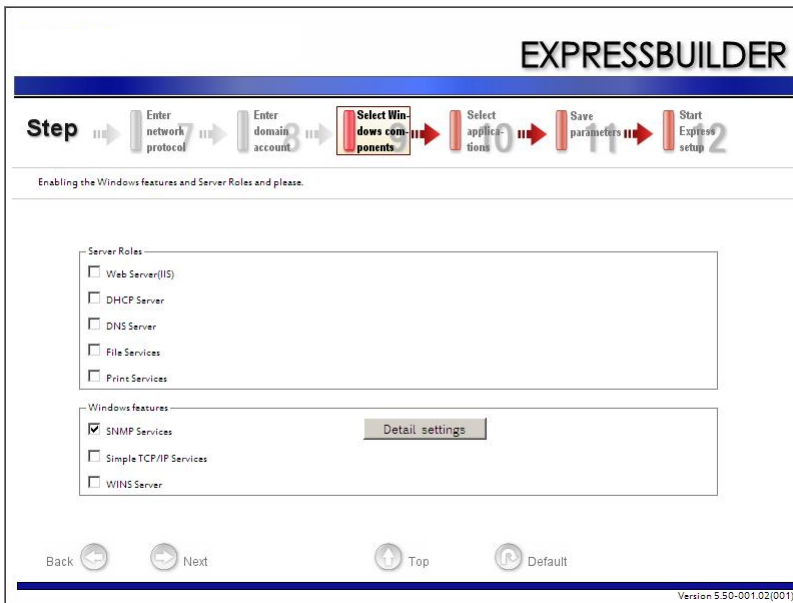 EXPRESSBUILDER
Step
Enter
network
protocol
7
Enter
domain
account
3
Select Win-
dows com-
ponents
9
Select
applica-
tions
10
Save
parameters
11
Start
Express
setup
12
Enabling the Windows features and Server Roles and please.
Server Roles
Web Server(IIS)
DHCP Server
DNS Server
File Services
Print Services
Windows features
SNMP Services
Detail settings
Simple TCP/IP Services
WINS Server
Back
Next
Top
Default
Version 5.50-001.02(001)